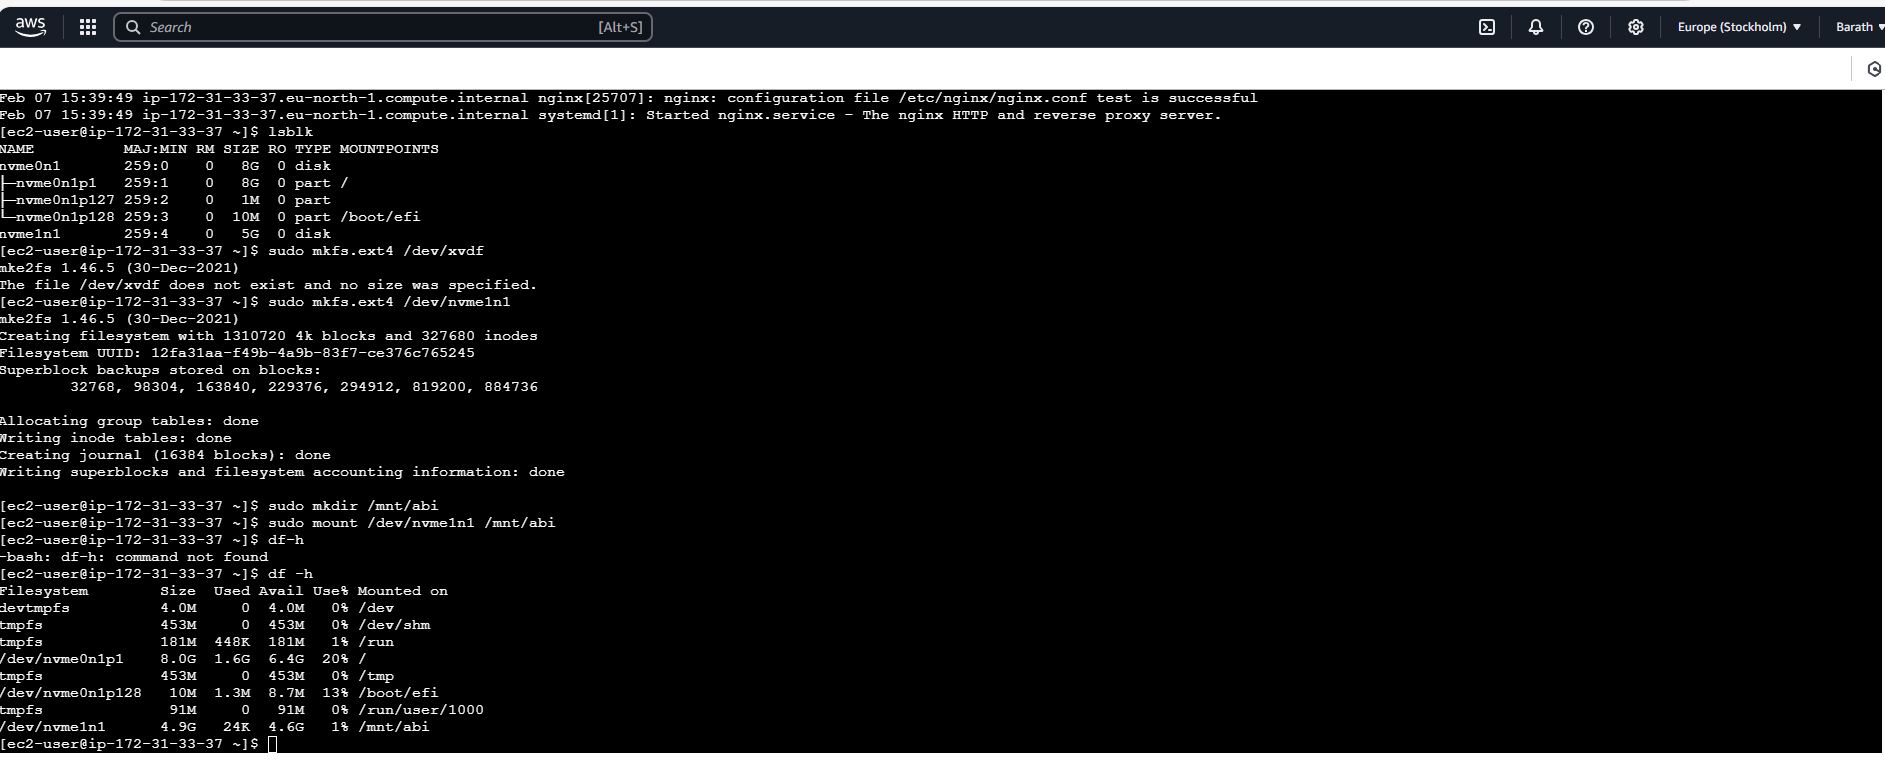 aws Search [Alt+S] Europe (Stockholm) Barath
Feb 07 15:39:49 ip-172-31-33-37.eu-north-1.compute.internal nginx[25707]: nginx: configuration file /etc/nginx/nginx.conf test is successful
Feb 07 15:39:49 ip-172-31-33-37.eu-north-1.compute.internal systemd[1]: Started nginx.service - The nginx HTTP and reverse proxy server.
[ec2-user@ip-172-31-33-37 ~]$ lsblk
NAME          MAJ:MIN RM SIZE RO TYPE MOUNTPOINTS
nvme0n1       259:0    0   8G  0 disk
├─nvme0n1p1   259:1    0   8G  0 part /
├─nvme0n1p127 259:2    0   1M  0 part
└─nvme0n1p128 259:3    0  10M  0 part /boot/efi
nvme1n1       259:4    0   5G  0 disk
[ec2-user@ip-172-31-33-37 ~]$ sudo mkfs.ext4 /dev/xvdf
mke2fs 1.46.5 (30-Dec-2021)
The file /dev/xvdf does not exist and no size was specified.
[ec2-user@ip-172-31-33-37 ~]$ sudo mkfs.ext4 /dev/nvme1n1
mke2fs 1.46.5 (30-Dec-2021)
Creating filesystem with 1310720 4k blocks and 327680 inodes
Filesystem UUID: 12fa31aa-f49b-4a9b-83f7-ce376c765245
Superblock backups stored on blocks:
        32768, 98304, 163840, 229376, 294912, 819200, 884736
Allocating group tables: done
Writing inode tables: done
Creating journal (16384 blocks): done
Writing superblocks and filesystem accounting information: done
[ec2-user@ip-172-31-33-37 ~]$ sudo mkdir /mnt/abi
[ec2-user@ip-172-31-33-37 ~]$ sudo mount /dev/nvme1n1 /mnt/abi
[ec2-user@ip-172-31-33-37 ~]$ df-h
-bash: df-h: command not found
[ec2-user@ip-172-31-33-37 ~]$ df -h
Filesystem        Size  Used Avail Use% Mounted on
devtmpfs          4.0M     0  4.0M   0% /dev
tmpfs             453M     0  453M   0% /dev/shm
tmpfs             181M  448K  181M   1% /run
/dev/nvme0n1p1    8.0G  1.6G  6.4G  20% /
tmpfs             453M     0  453M   0% /tmp
/dev/nvme0n1p128   10M  1.3M  8.7M  13% /boot/efi
tmpfs              91M     0   91M   0% /run/user/1000
/dev/nvme1n1      4.9G   24K  4.6G   1% /mnt/abi
[ec2-user@ip-172-31-33-37 ~]$